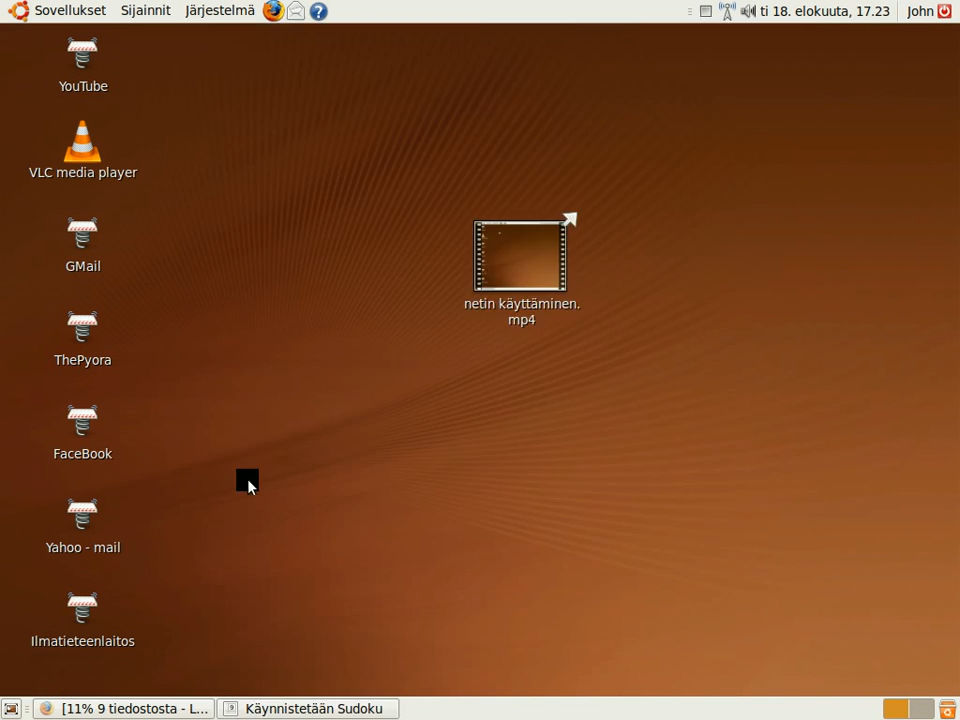 Sovellukset Sijainnit Järjestelmä ti 18. elokuuta, 17.23 John
YouTube
VLC media player
GMail
ThePyora
FaceBook
Yahoo - mail
Ilmatieteenlaitos
netin käyttäminen.
mp4
[11% 9 tiedostosta - L... Käynnistetään Sudoku